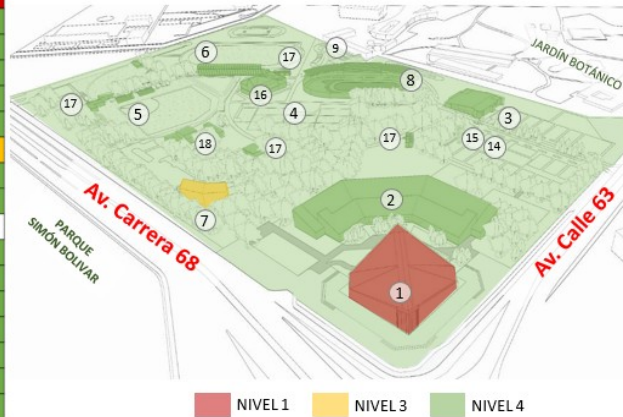 6
17
9
JARDÍN BOTÁNICO
8
17
16
5
4
3
18
17
17
15
14
7
2
Av. Carrera 68
PARQUE
SIMÓN BOLIVAR
Av. Calle 63
1
NIVEL 1
NIVEL 3
NIVEL 4